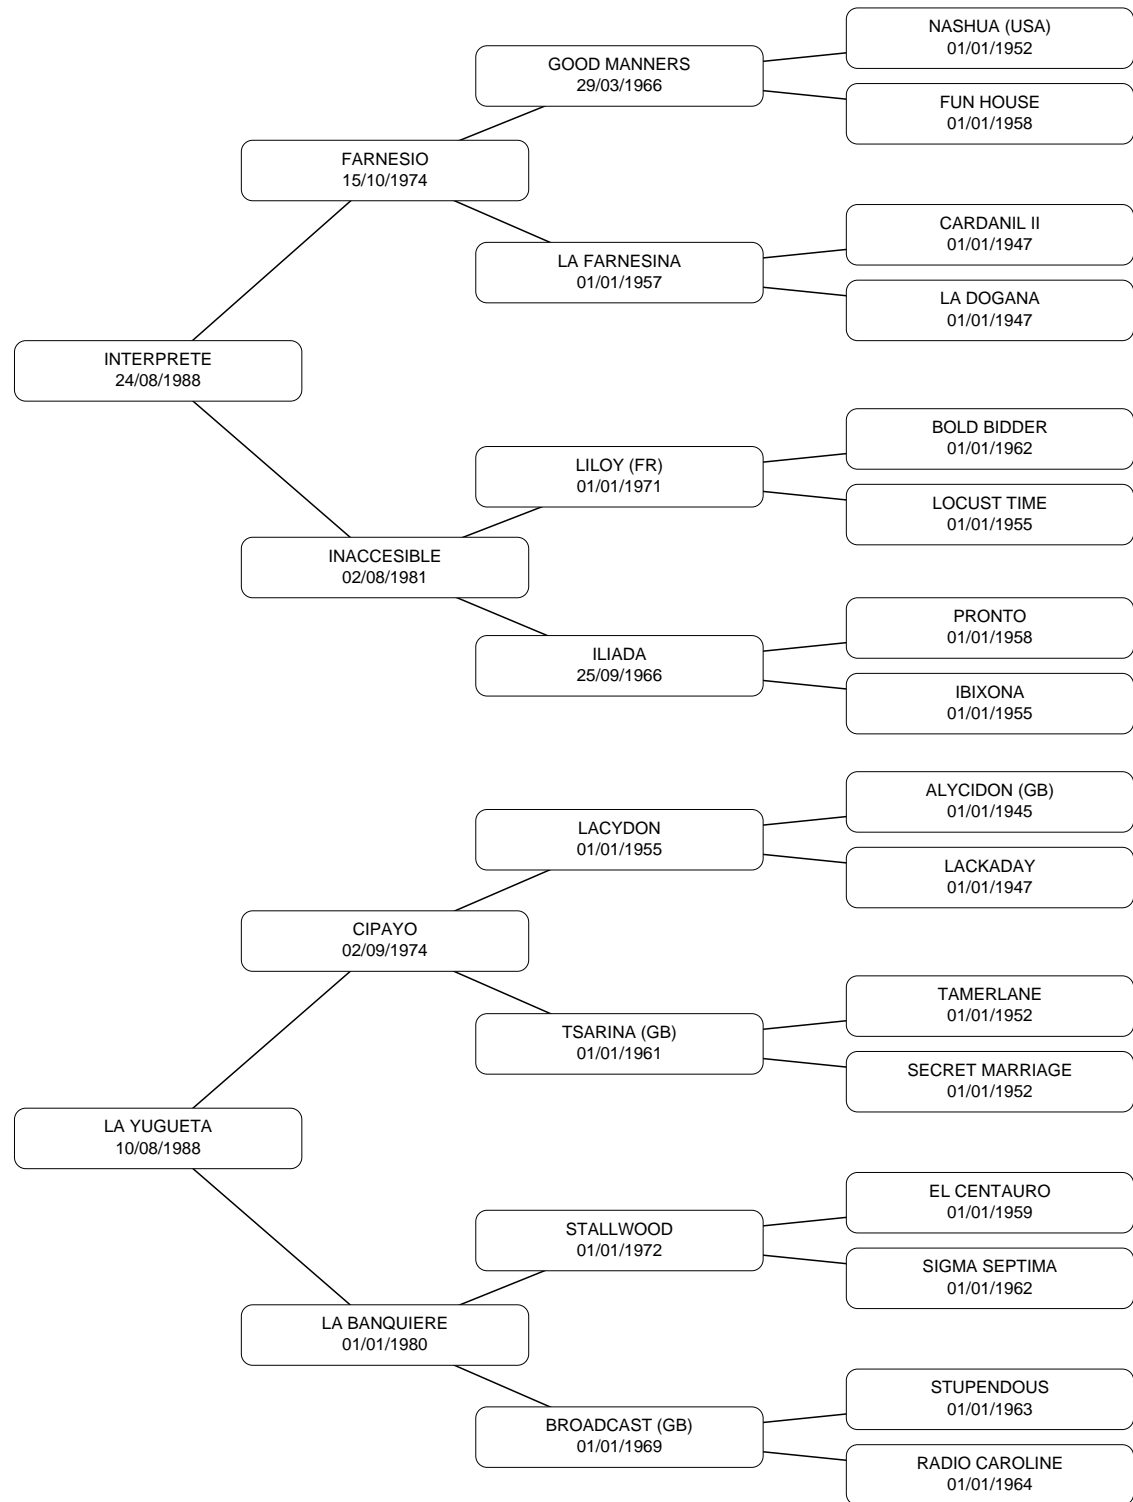 NASHUA (USA)
01/01/1952
GOOD MANNERS
29/03/1966
FUN HOUSE
01/01/1958
FARNESIO
15/10/1974
CARDANIL II
01/01/1947
LA FARNESINA
01/01/1957
LA DOGANA
01/01/1947
INTERPRETE
24/08/1988
BOLD BIDDER
01/01/1962
LILOY (FR)
01/01/1971
LOCUST TIME
01/01/1955
INACCESIBLE
02/08/1981
PRONTO
01/01/1958
ILIADA
25/09/1966
IBIXONA
01/01/1955
ALYCIDON (GB)
01/01/1945
LACYDON
01/01/1955
LACKADAY
01/01/1947
CIPAYO
02/09/1974
TAMERLANE
01/01/1952
TSARINA (GB)
01/01/1961
SECRET MARRIAGE
01/01/1952
LA YUGUETA
10/08/1988
EL CENTAURO
01/01/1959
STALLWOOD
01/01/1972
SIGMA SEPTIMA
01/01/1962
LA BANQUIERE
01/01/1980
STUPENDOUS
01/01/1963
BROADCAST (GB)
01/01/1969
RADIO CAROLINE
01/01/1964